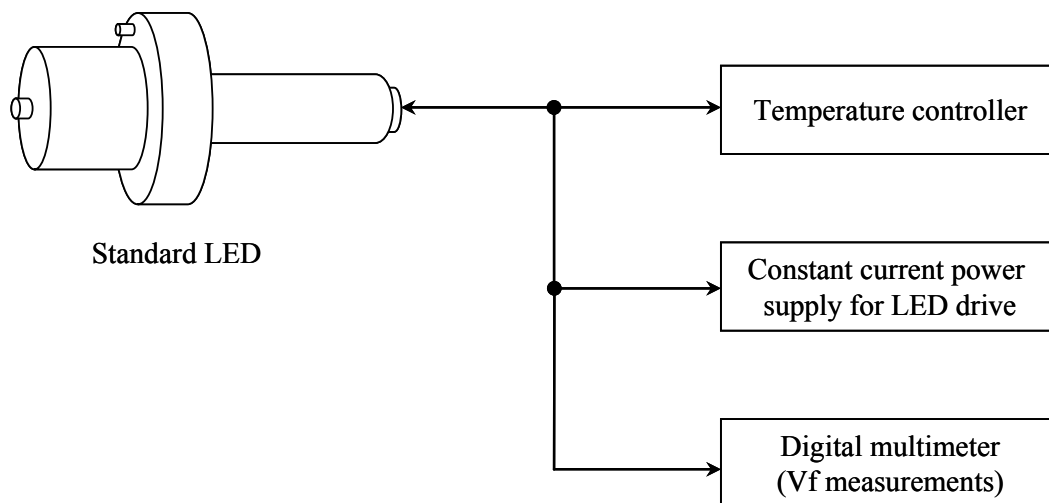 Temperature controller
Standard LED
Constant current power
supply for LED drive
Digital multimeter
(Vf measurements)